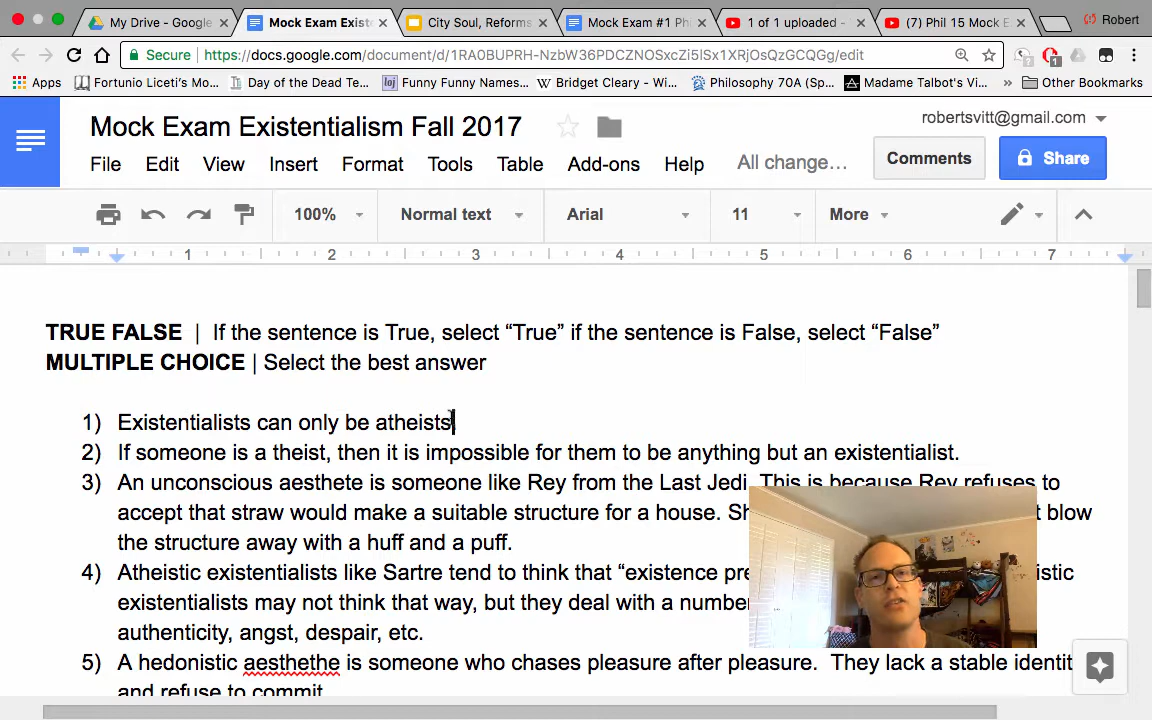 My Drive - Google
Mock Exam Existe
City Soul, Reforms
Mock Exam #1 Ph
1 of 1 uploaded -
(7) Phil 15 Mock E
Robert
Secure | https://docs.google.com/document/d/1RA0BUPRH-NzbW36PDCZNOSxcZi5lSx1XRjOsQzGCQGg/edit
Apps Fortunio Liceti's Mo... Day of the Dead Te... Funny Funny Names... Bridget Cleary - Wi... Philosophy 70A (Sp... Madame Talbot's Vi... » Other Bookmarks
Mock Exam Existentialism Fall 2017
robertsvitt@gmail.com
File Edit View Insert Format Tools Table Add-ons Help All change...
Comments
Share
100% Normal text Arial 11 More
1 2 3 4 5 6 7
TRUE FALSE | If the sentence is True, select “True” if the sentence is False, select “False”
MULTIPLE CHOICE | Select the best answer
1) Existentialists can only be atheists
2) If someone is a theist, then it is impossible for them to be anything but an existentialist.
3) An unconscious aesthete is someone like Rey from the Last Jedi. This is because Rey refuses to
accept that straw would make a suitable structure for a house. blow
the structure away with a huff and a puff.
4) Atheistic existentialists like Sartre tend to think that “existence
existentialists may not think that way, but they deal with a number
authenticity, angst, despair, etc.
5) A hedonistic aesthethe is someone who chases pleasure after pleasure. They lack a stable
and refuse to commit